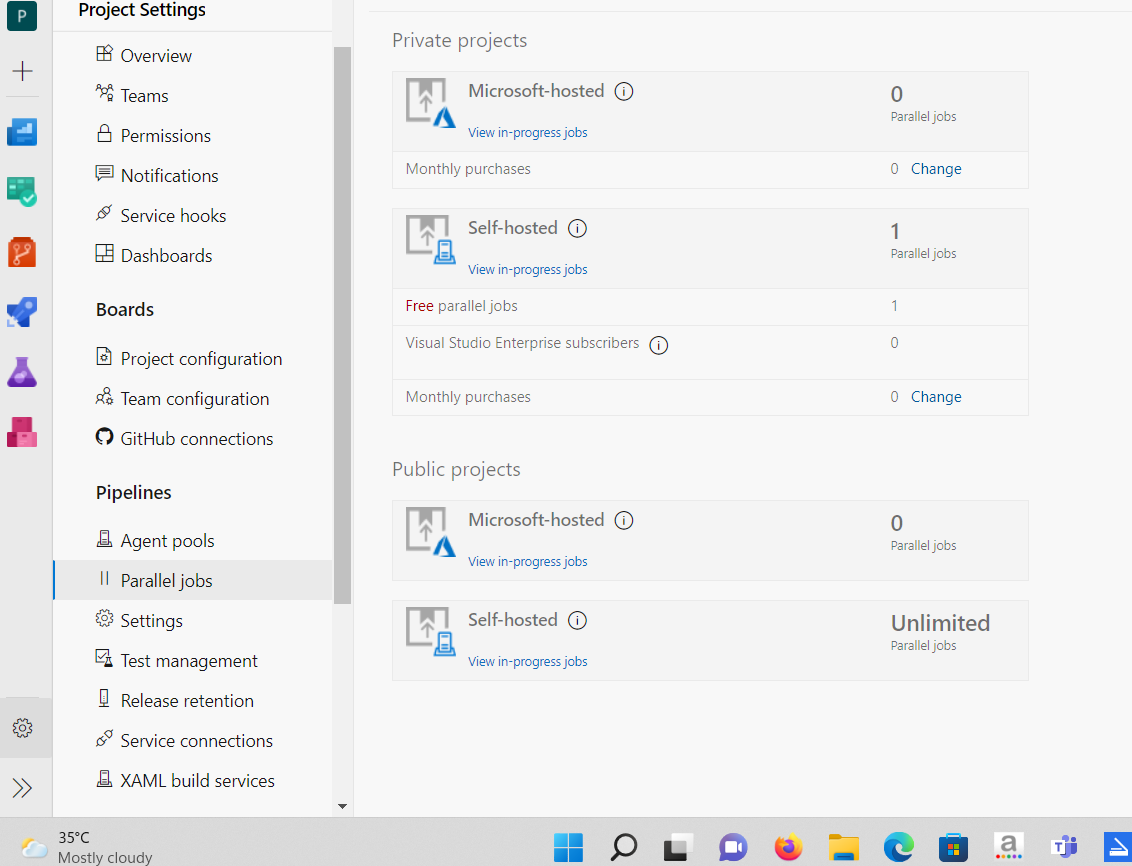 P
Project Settings
Overview
Teams
Permissions
Notifications
Service hooks
Dashboards
Boards
Project configuration
Team configuration
GitHub connections
Pipelines
Agent pools
Parallel jobs
Settings
Test management
Release retention
Service connections
XAML build services
Private projects
Microsoft-hosted
0
Parallel jobs
View in-progress jobs
Monthly purchases 0 Change
Self-hosted
1
Parallel jobs
View in-progress jobs
Free parallel jobs 1
Visual Studio Enterprise subscribers 0
Monthly purchases 0 Change
Public projects
Microsoft-hosted
0
Parallel jobs
View in-progress jobs
Self-hosted
Unlimited
Parallel jobs
View in-progress jobs
35°C
Mostly cloudy